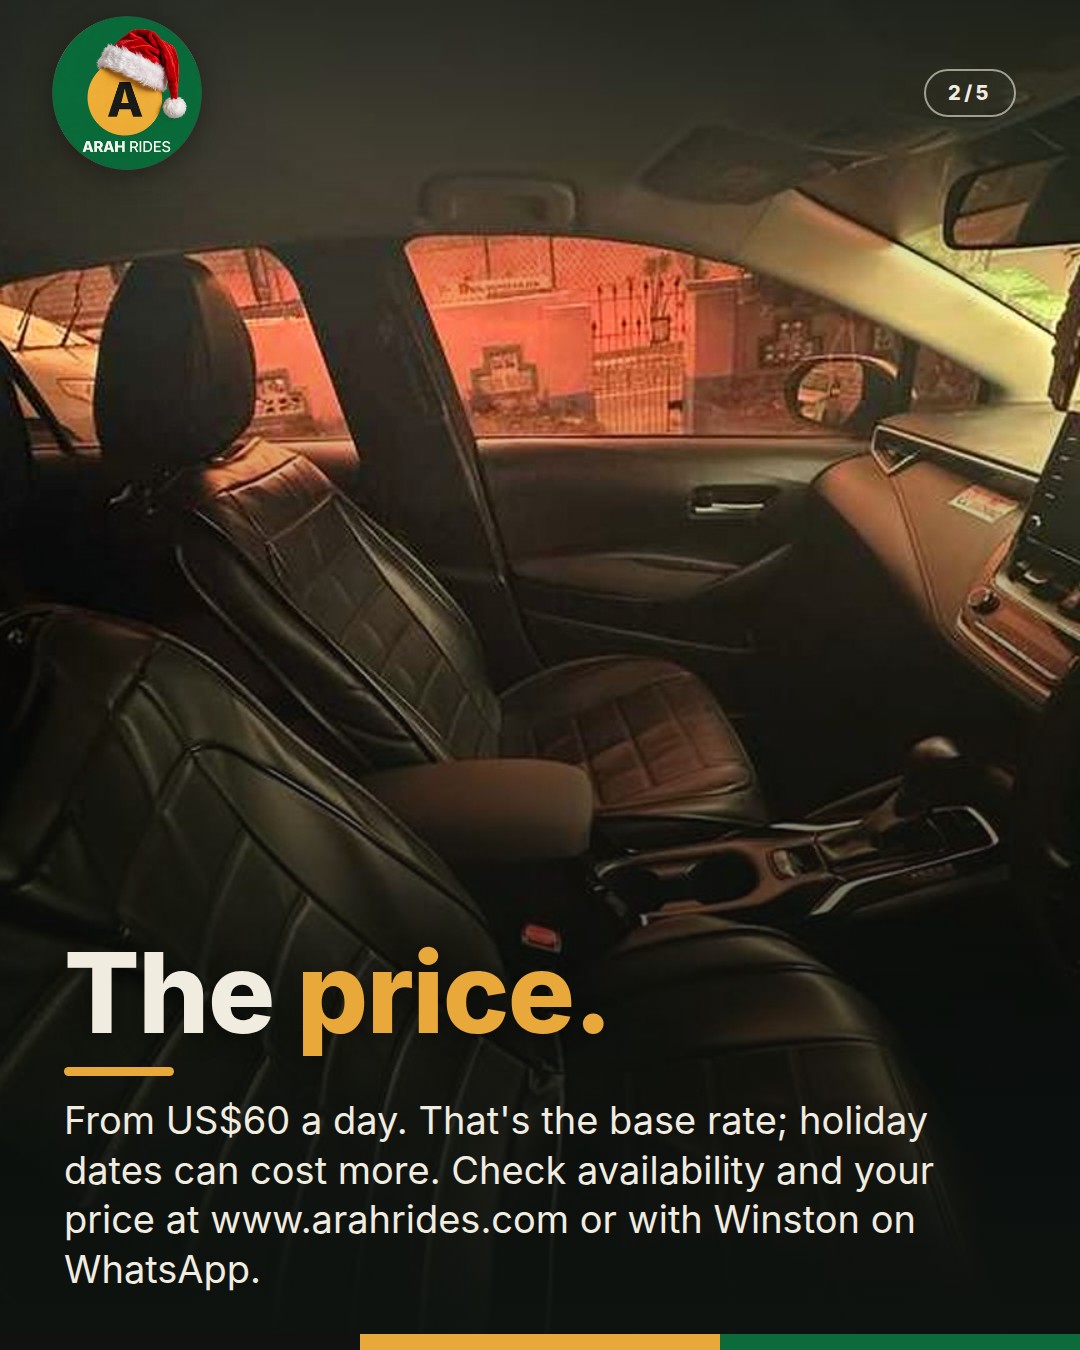 A
ARAH RIDES
2/5
The price.
From US$60 a day. That's the base rate; holiday
dates can cost more. Check availability and your
price at www.arahrides.com or with Winston on
WhatsApp.